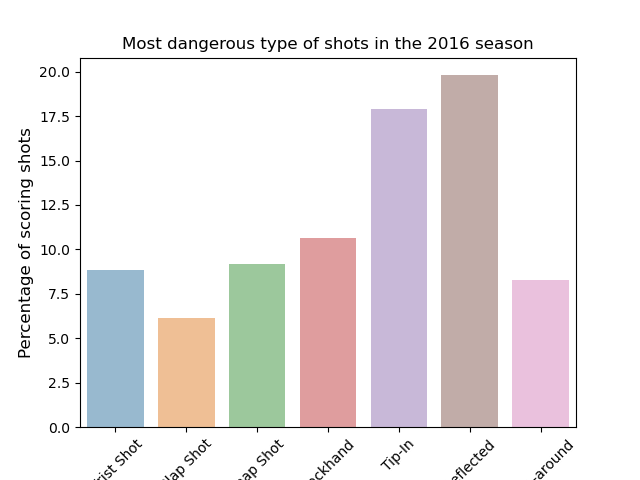 Most dangerous type of shots in the 2016 season
Percentage of scoring shots
20.0
17.5
15.0
12.5
10.0
7.5
5.0
2.5
0.0
Shot
Shot
Shot
Tip-In